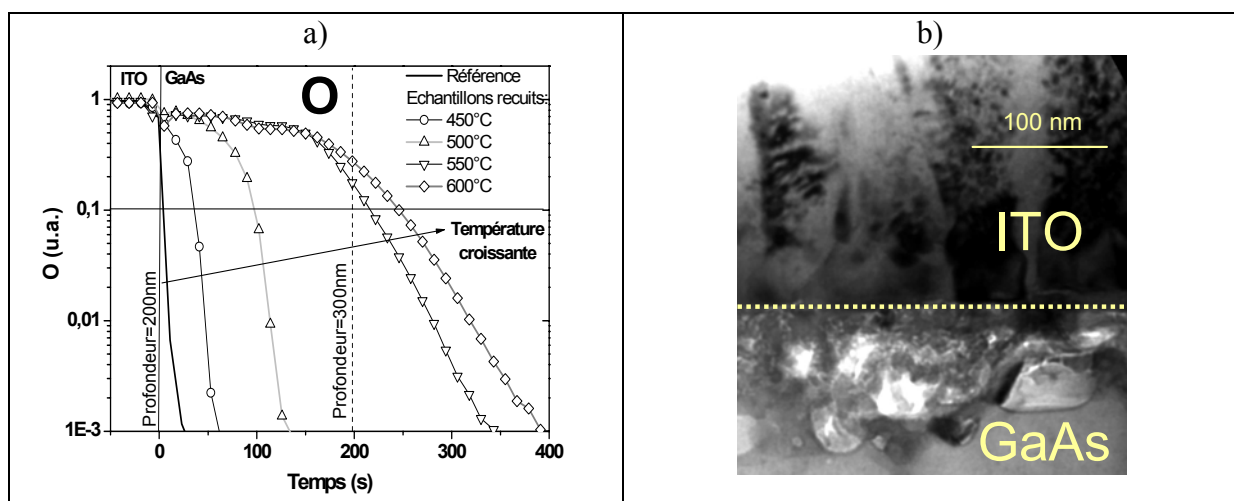 a)
ITO GaAs
O
Référence
Echantillons recuits:
450°C
500°C
550°C
600°C
1
0,1
0,01
1E-3
O (u.a.)
Profondeur=200nm
Profondeur=300nm
Température
croissante
0 100 200 300 400
Temps (s)
b)
100 nm
ITO
GaAs